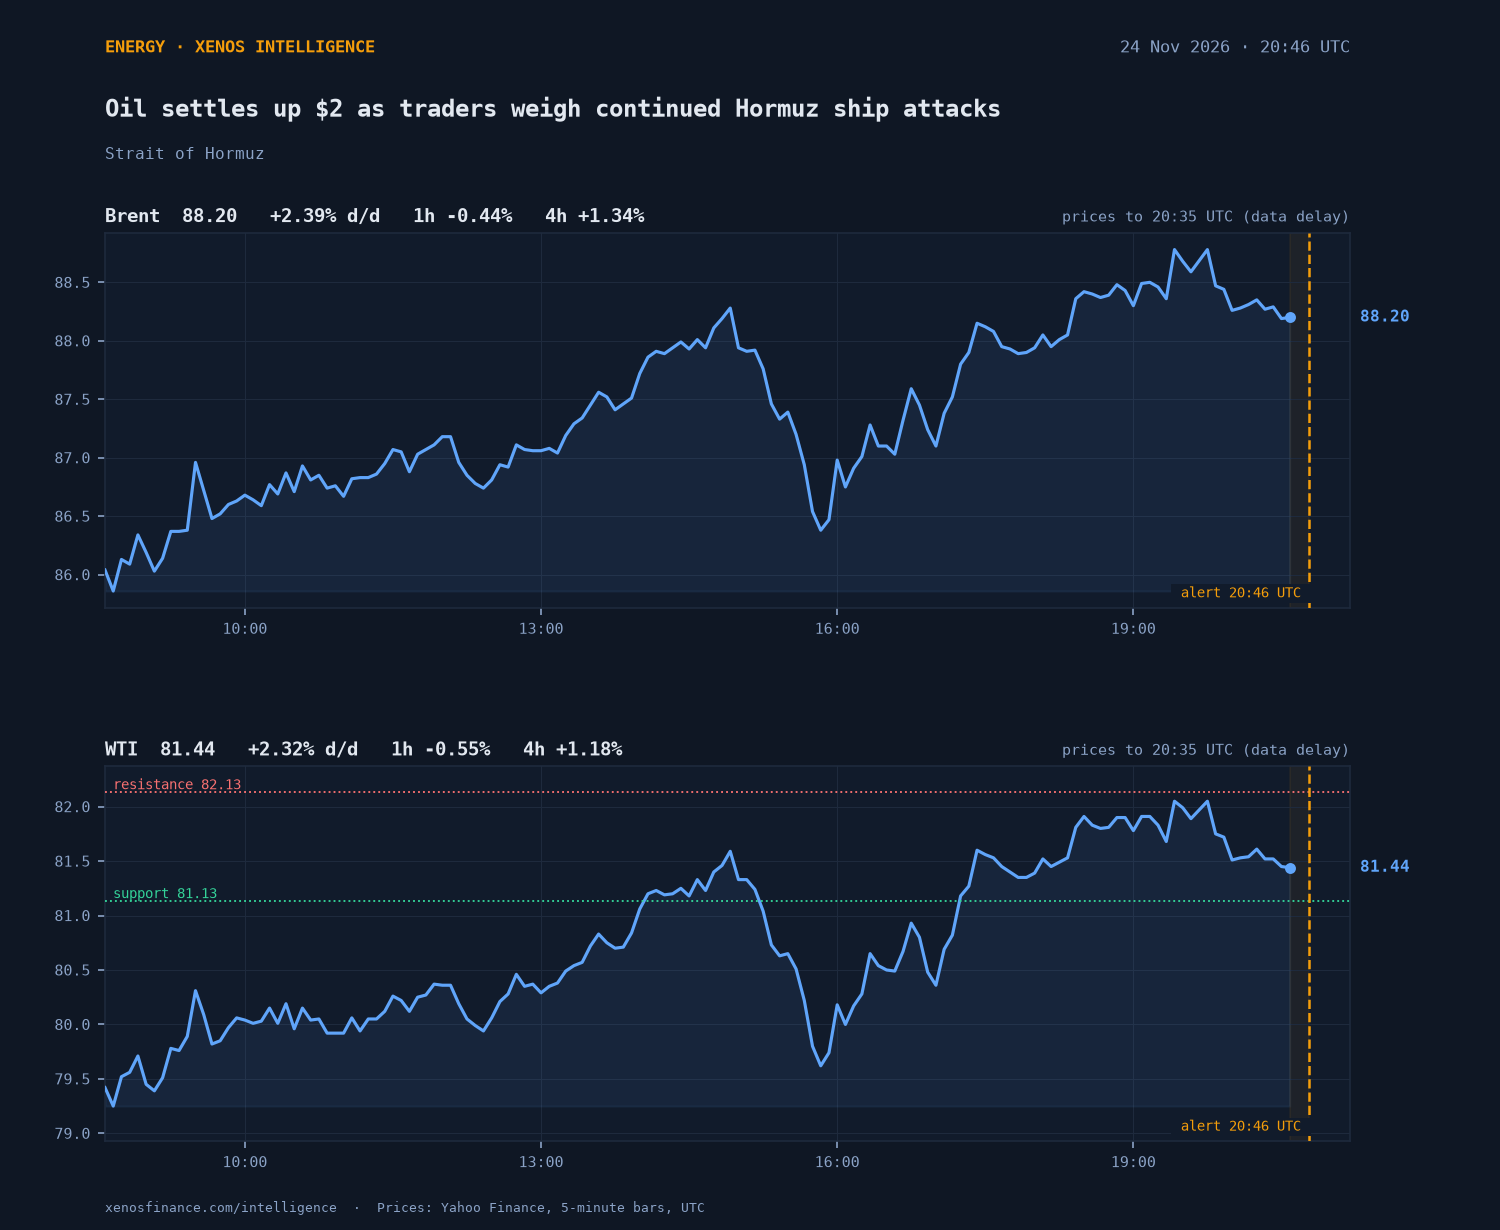 ENERGY · XENOS INTELLIGENCE
24 Nov 2026 · 20:46 UTC
Oil settles up $2 as traders weigh continued Hormuz ship attacks
Strait of Hormuz
Brent 88.20 +2.39% d/d 1h -0.44% 4h +1.34%
prices to 20:35 UTC (data delay)
88.5
88.20
88.0
87.5
87.0
86.5
86.0
alert 20:46 UTC
10:00 13:00 16:00 19:00
WTI 81.44 +2.32% d/d 1h -0.55% 4h +1.18%
prices to 20:35 UTC (data delay)
resistance 82.13
82.0
81.5
81.44
support 81.13
81.0
80.5
80.0
79.5
79.0
alert 20:46 UTC
10:00 13:00 16:00 19:00
xenosfinance.com/intelligence · Prices: Yahoo Finance, 5-minute bars, UTC